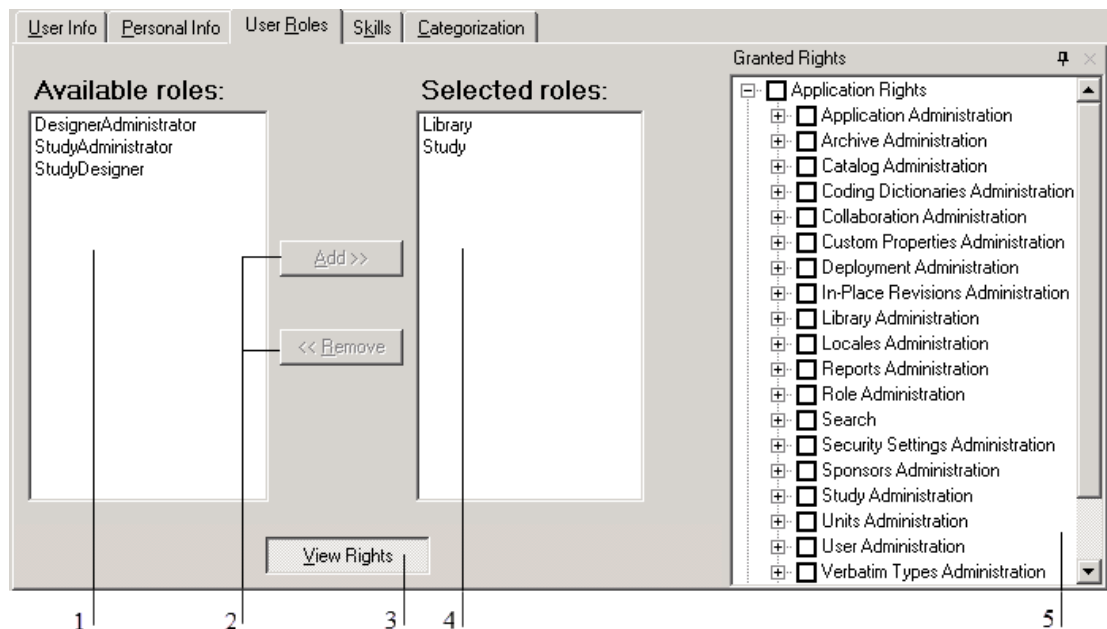 User Info Personal Info User Roles Skills Categorization
Available roles:
DesignerAdministrator
StudyAdministrator
StudyDesigner
Add >>
<< Remove
Selected roles:
Library
Study
View Rights
Granted Rights
Application Rights
Application Administration
Archive Administration
Catalog Administration
Coding Dictionaries Administration
Collaboration Administration
Custom Properties Administration
Deployment Administration
In-Place Revisions Administration
Library Administration
Locales Administration
Reports Administration
Role Administration
Search
Security Settings Administration
Sponsors Administration
Study Administration
Units Administration
User Administration
Verbatim Types Administration
1 2 3 4 5